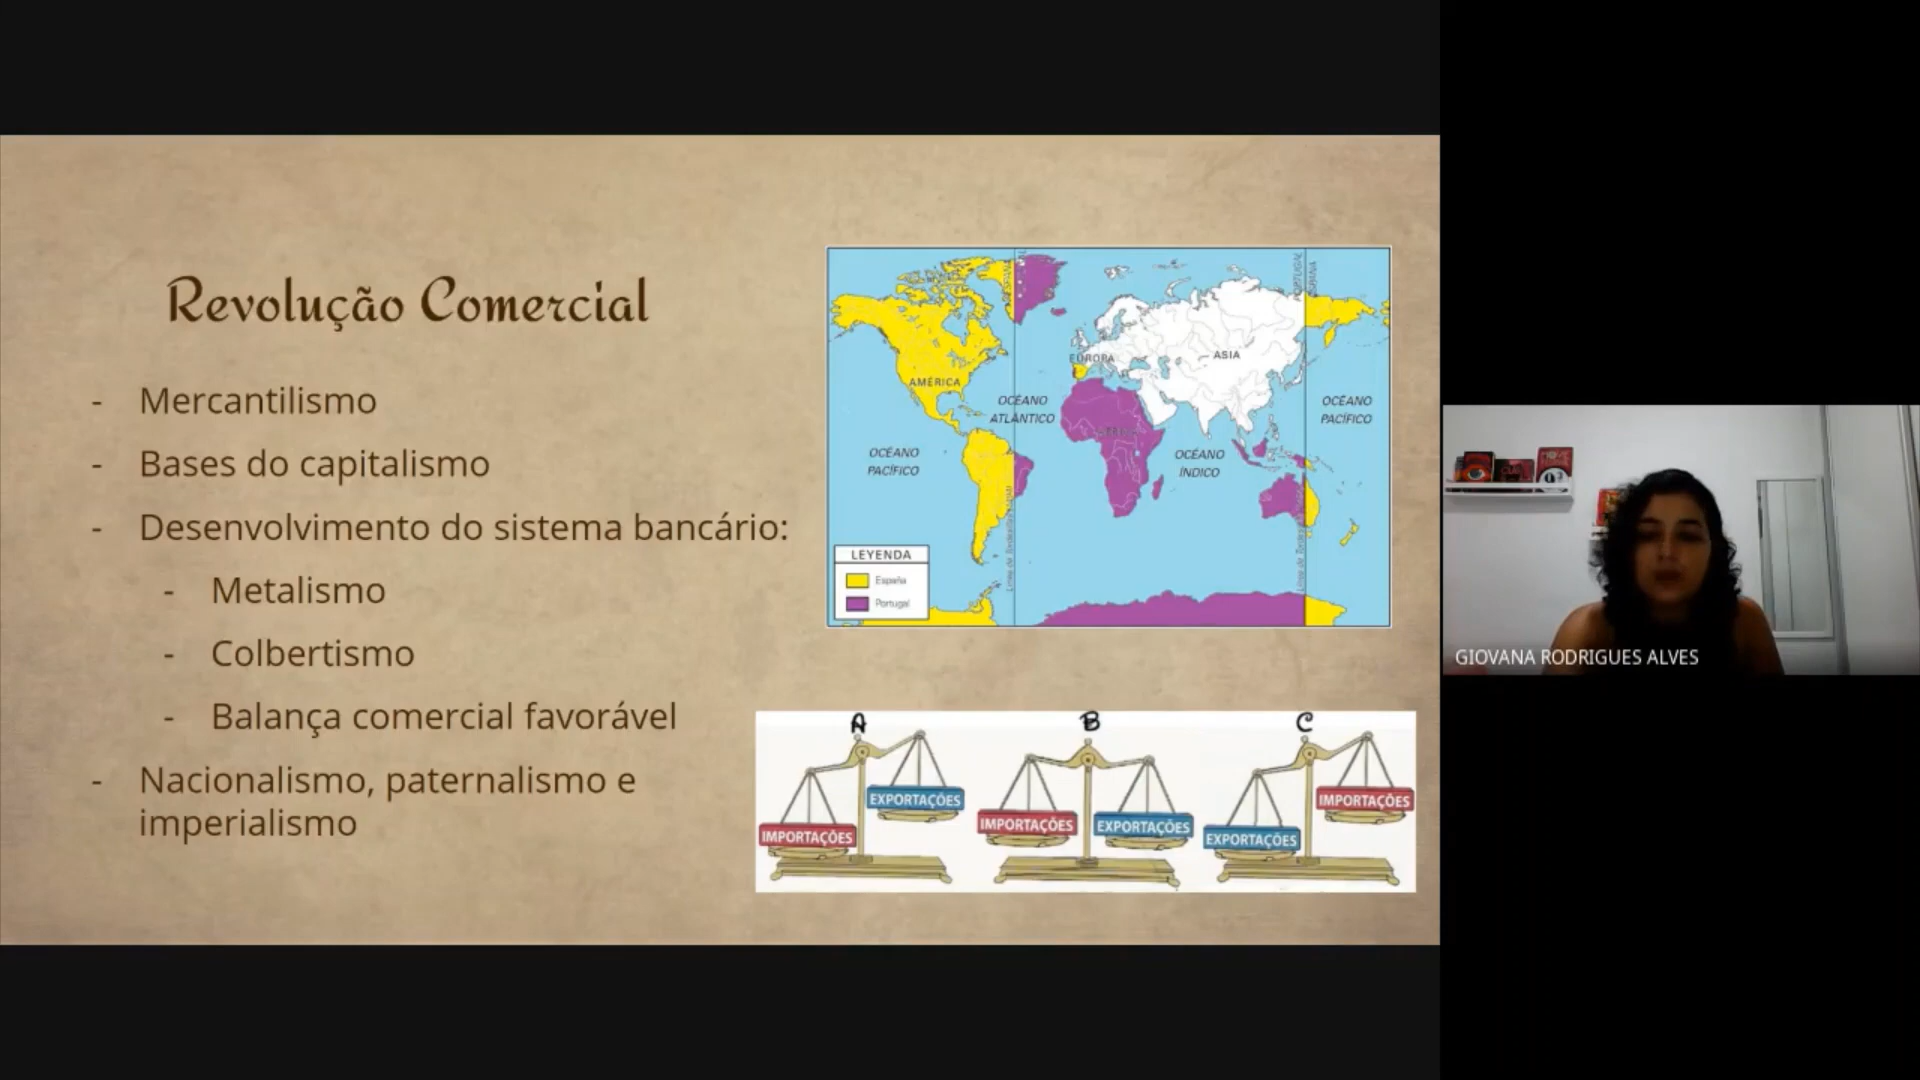 Revolução Comercial
- Mercantilismo
- Bases do capitalismo
- Desenvolvimento do sistema bancário:
- Metalismo
- Colbertismo
- Balança comercial favorável
- Nacionalismo, paternalismo e
imperialismo
PORTUGAL
EUROPA
ASIA
AMÉRICA
OCÉANO
ATLÁNTICO
OCÉANO
PACÍFICO
OCÉANO
PACÍFICO
OCÉANO
ÍNDICO
LEYENDA
España
Portugal
A
B
C
IMPORTAÇÕES
EXPORTAÇÕES
IMPORTAÇÕES
EXPORTAÇÕES
EXPORTAÇÕES
IMPORTAÇÕES
GIOVANA RODRIGUES ALVES